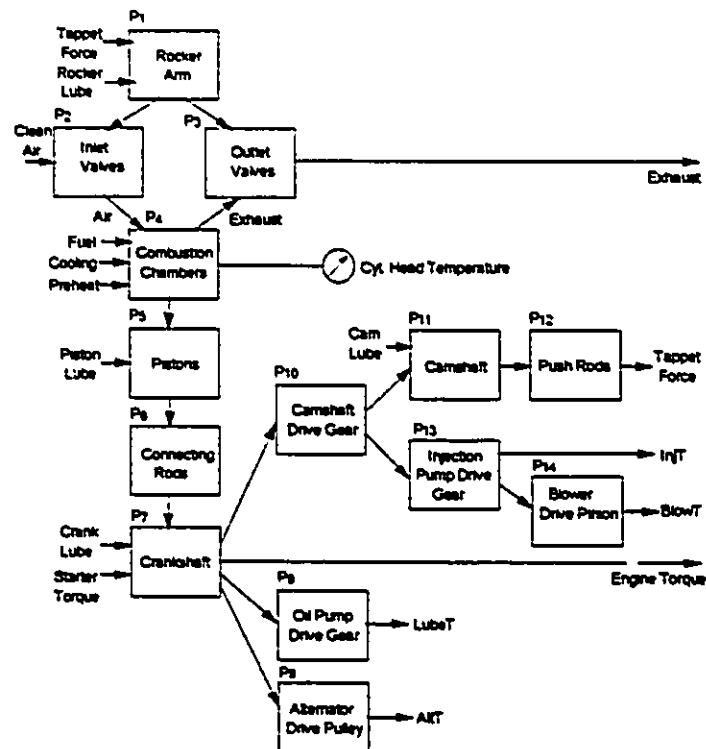 P1
Tappet
Force
Rocker
Lube
Rocker
Arm
P2
P3
Clean
Air
Inlet
Valves
Outlet
Valves
Exhaust
Air
P4
Exhaust
Fuel
Cooling
Preheat
Combustion
Chambers
Cyl. Head Temperature
P5
Piston
Lube
Pistons
P6
Connecting
Rods
P7
Crank
Lube
Starter
Torque
Crankshaft
Engine Torque
P10
Camshaft
Drive Gear
P11
Cam
Lube
Camshaft
P12
Push Rods
Tappet
Force
P13
Injection
Pump Drive
Gear
InjT
P14
Blower
Drive Pinion
BlowT
P8
Oil Pump
Drive Gear
LubeT
P9
Alternator
Drive Pulley
AltT